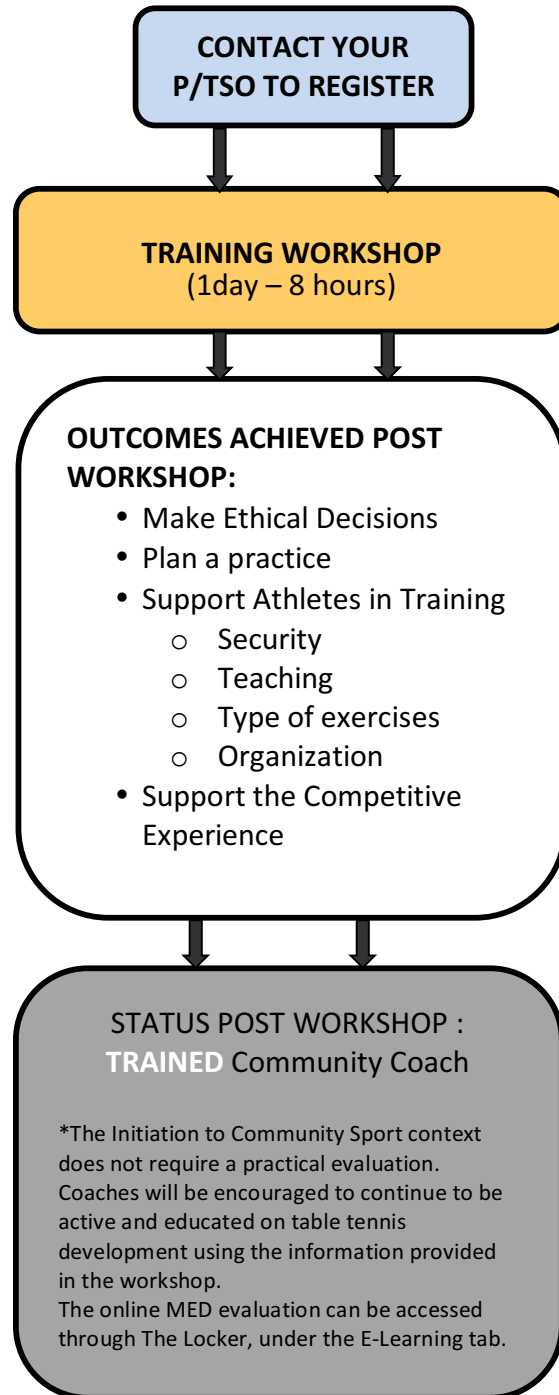 CONTACT YOUR
P/TSO TO REGISTER
TRAINING WORKSHOP
(1day – 8 hours)
OUTCOMES ACHIEVED POST
WORKSHOP:
• Make Ethical Decisions
• Plan a practice
• Support Athletes in Training
o Security
o Teaching
o Type of exercises
o Organization
• Support the Competitive
Experience
STATUS POST WORKSHOP :
TRAINED Community Coach
*The Initiation to Community Sport context
does not require a practical evaluation.
Coaches will be encouraged to continue to be
active and educated on table tennis
development using the information provided
in the workshop.
The online MED evaluation can be accessed
through The Locker, under the E-Learning tab.